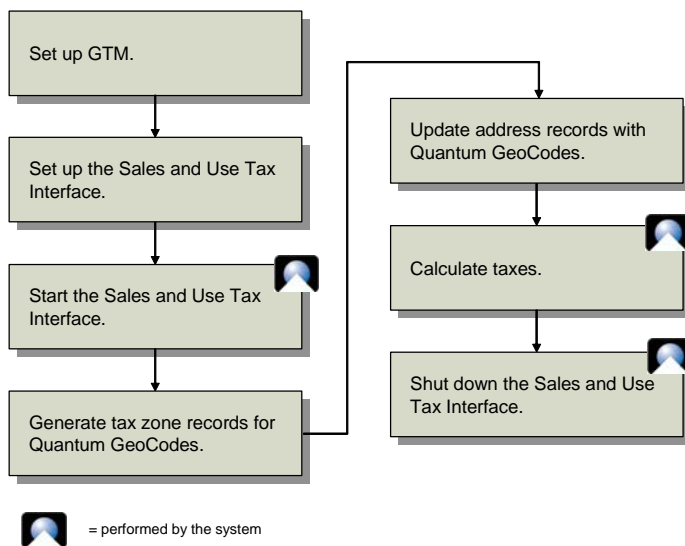 Set up GTM.
Set up the Sales and Use Tax
Interface.
Start the Sales and Use Tax
Interface.
Generate tax zone records for
Quantum GeoCodes.
Update address records with
Quantum GeoCodes.
Calculate taxes.
Shut down the Sales and Use
Tax Interface.
= performed by the system